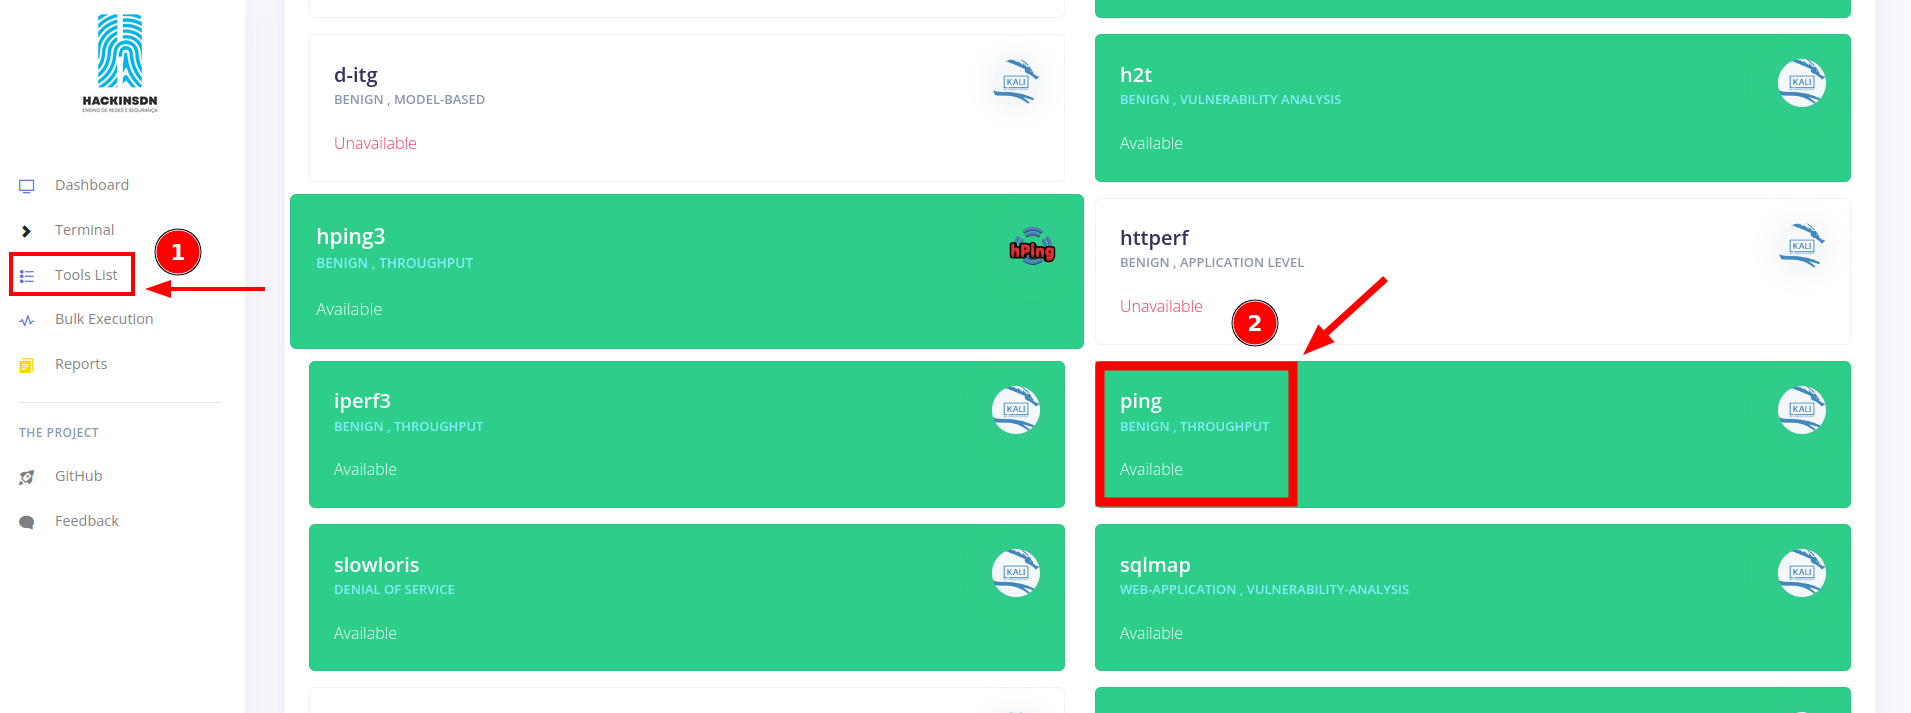 HACKINSDN
ENSINO DE REDES E SEGURANÇA
Dashboard
Terminal
Tools List
1
Bulk Execution
Reports
THE PROJECT
GitHub
Feedback
d-itg
BENIGN , MODEL-BASED
Unavailable
KALI
h2t
BENIGN , VULNERABILITY ANALYSIS
Available
KALI
hping3
BENIGN , THROUGHPUT
Available
hPing
httperf
BENIGN , APPLICATION LEVEL
Unavailable
KALI
2
iperf3
BENIGN , THROUGHPUT
Available
KALI
ping
BENIGN , THROUGHPUT
Available
KALI
slowloris
DENIAL OF SERVICE
Available
KALI
sqlmap
WEB-APPLICATION , VULNERABILITY-ANALYSIS
Available
KALI